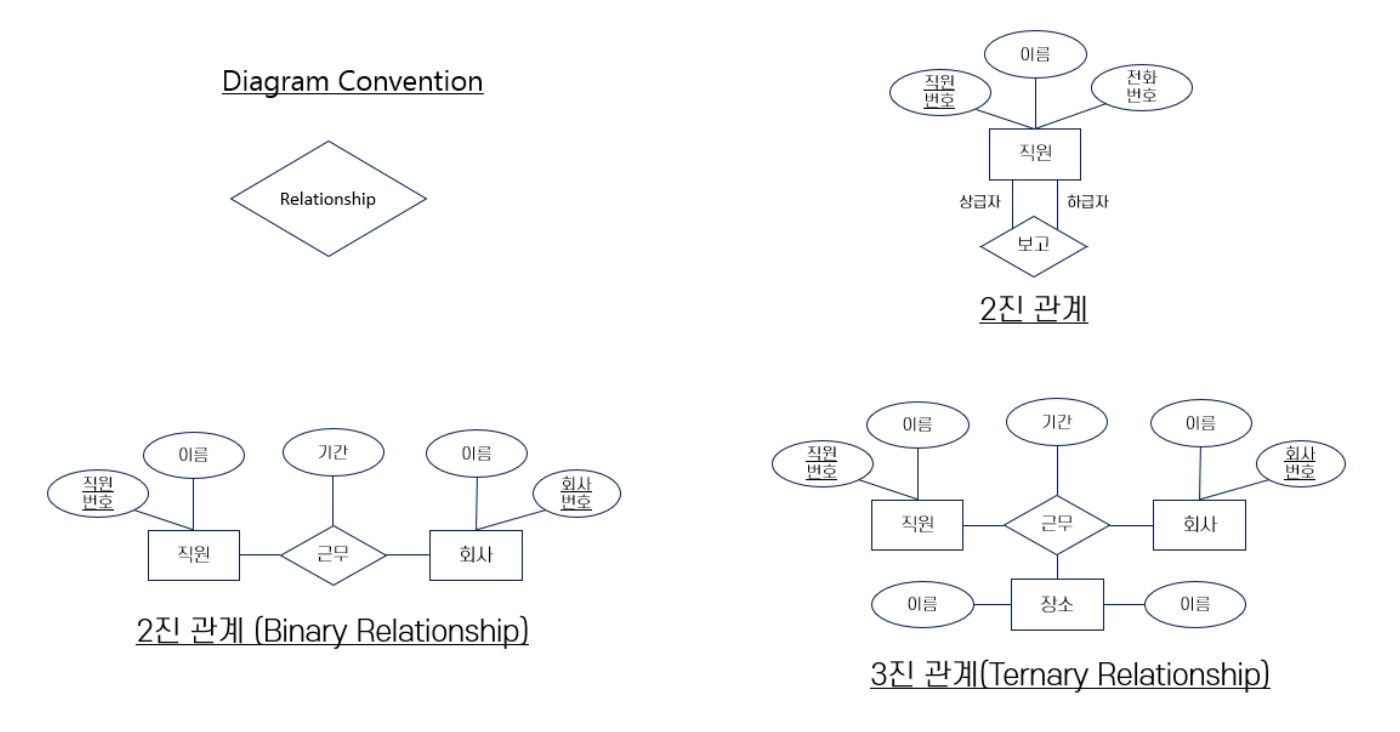 Diagram Convention
Relationship
이름
직원
번호
전화
번호
직원
상급자
하급자
보고
2진 관계
직원
번호
이름
기간
이름
회사
번호
직원
근무
회사
2진 관계 (Binary Relationship)
직원
번호
이름
기간
이름
회사
번호
직원
근무
회사
이름
장소
이름
3진 관계(Ternary Relationship)